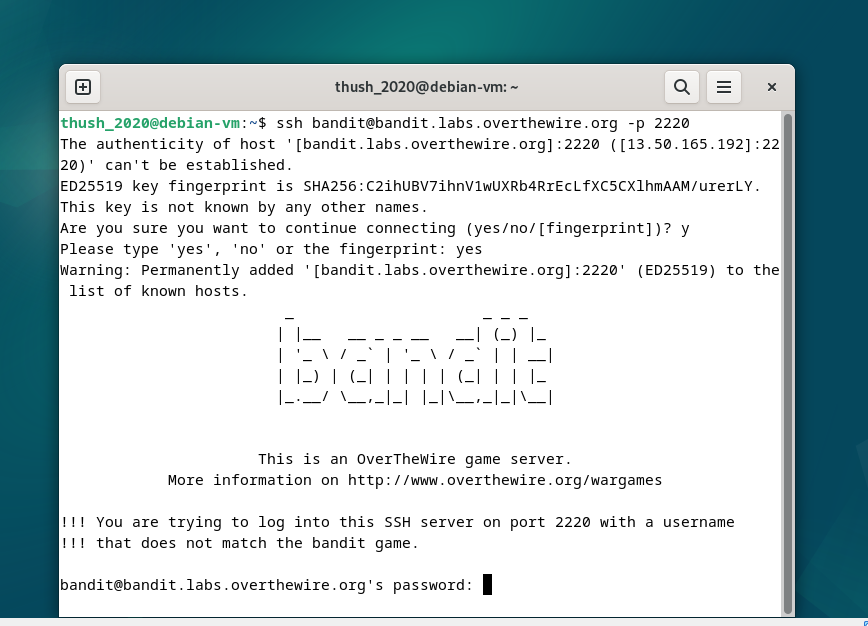 thush_2020@debian-vm: ~
thush_2020@debian-vm:~$ ssh bandit@bandit.labs.overthewire.org -p 2220
The authenticity of host '[bandit.labs.overthewire.org]:2220 ([13.50.165.192]:22
20)' can't be established.
ED25519 key fingerprint is SHA256:C2ihUBV7ihnV1wUXRb4RrEcLfXC5CXlhmAAM/urerLY.
This key is not known by any other names.
Are you sure you want to continue connecting (yes/no/[fingerprint])? y
Please type 'yes', 'no' or the fingerprint: yes
Warning: Permanently added '[bandit.labs.overthewire.org]:2220' (ED25519) to the
 list of known hosts.
                         _                     _ _ _
                        | |__   __ _ _ __   __| (_) |_
                        | '_ \ / _` | '_ \ / _` | | __|
                        | |_) | (_| | | | | (_| | | |_
                        |_.__/ \__,_|_| |_|\__,_|_|\__|
                      This is an OverTheWire game server.
            More information on http://www.overthewire.org/wargames
!!! You are trying to log into this SSH server on port 2220 with a username
!!! that does not match the bandit game.
bandit@bandit.labs.overthewire.org's password: